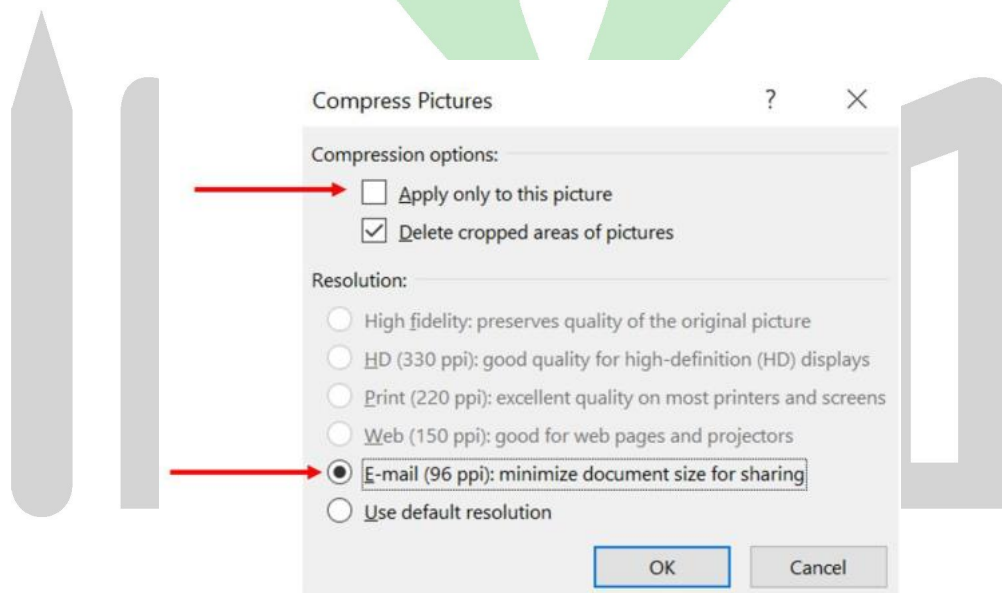 Compress Pictures ?
Compression options:
Apply only to this picture
Delete cropped areas of pictures
Resolution:
High fidelity: preserves quality of the original picture
HD (330 ppi): good quality for high-definition (HD) displays
Print (220 ppi): excellent quality on most printers and screens
Web (150 ppi): good for web pages and projectors
E-mail (96 ppi): minimize document size for sharing
Use default resolution
OK Cancel